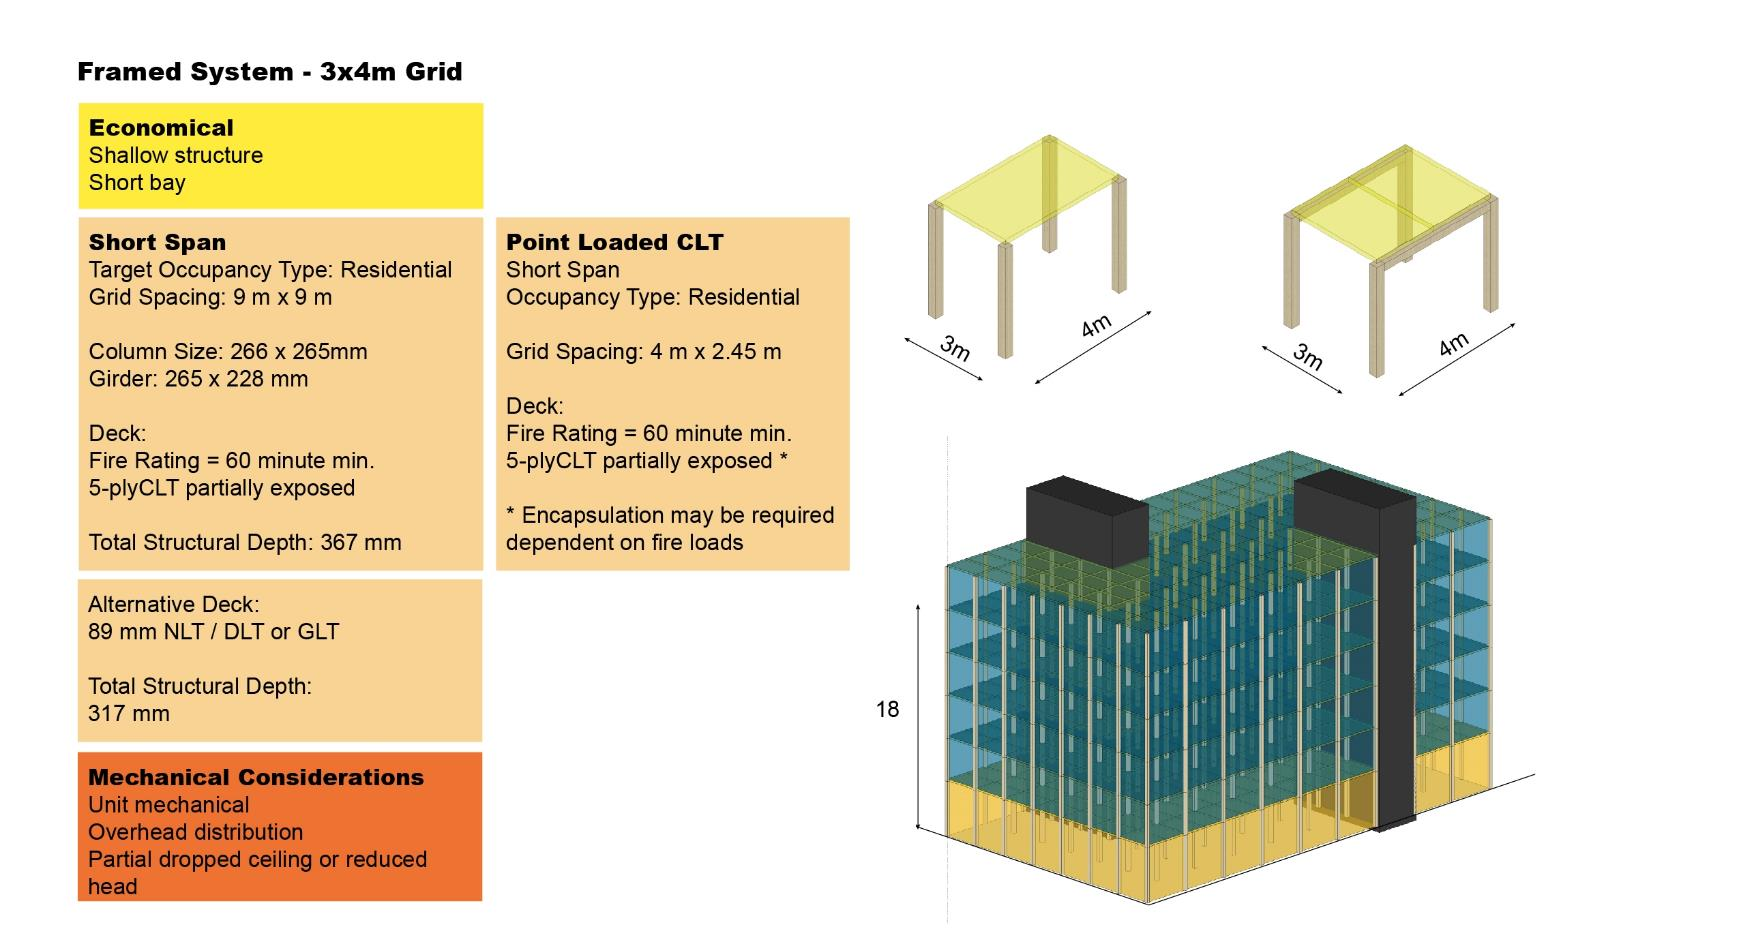 Framed System - 3x4m Grid
Economical
Shallow structure
Short bay
Short Span
Target Occupancy Type: Residential
Grid Spacing: 9 m x 9 m
Column Size: 266 x 265mm
Girder: 265 x 228 mm
Deck:
Fire Rating = 60 minute min.
5-plyCLT partially exposed
Total Structural Depth: 367 mm
Alternative Deck:
89 mm NLT / DLT or GLT
Total Structural Depth:
317 mm
Mechanical Considerations
Unit mechanical
Overhead distribution
Partial dropped ceiling or reduced
head
Point Loaded CLT
Short Span
Occupancy Type: Residential
Grid Spacing: 4 m x 2.45 m
Deck:
Fire Rating = 60 minute min.
5-plyCLT partially exposed *
* Encapsulation may be required
dependent on fire loads
3m
4m
3m
4m
18